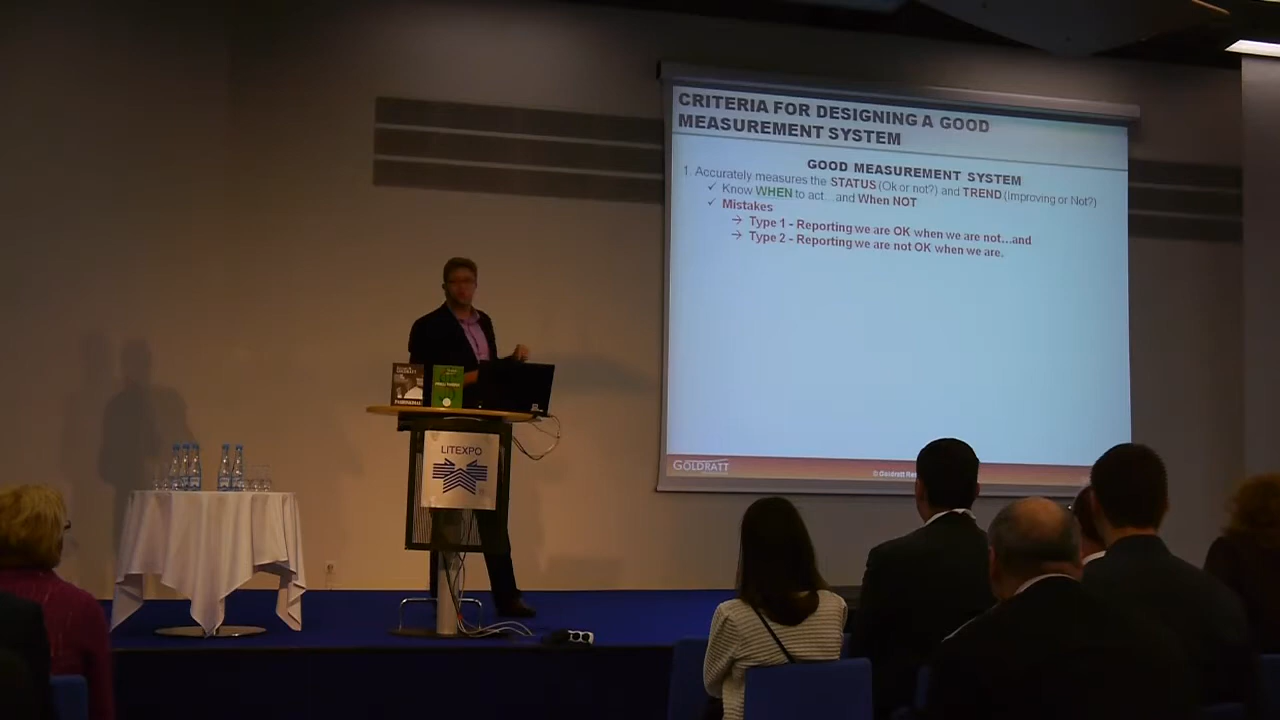 CRITERIA FOR DESIGNING A GOOD
MEASUREMENT SYSTEM
GOOD MEASUREMENT SYSTEM
1. Accurately measures the STATUS (Ok or not?) and TREND (Improving or Not?)
✓ Know WHEN to act...and When NOT
✓ Mistakes
→ Type 1 - Reporting we are OK when we are not...and
→ Type 2 - Reporting we are not OK when we are.
GOLDRATT
© Goldratt
LITEXPO